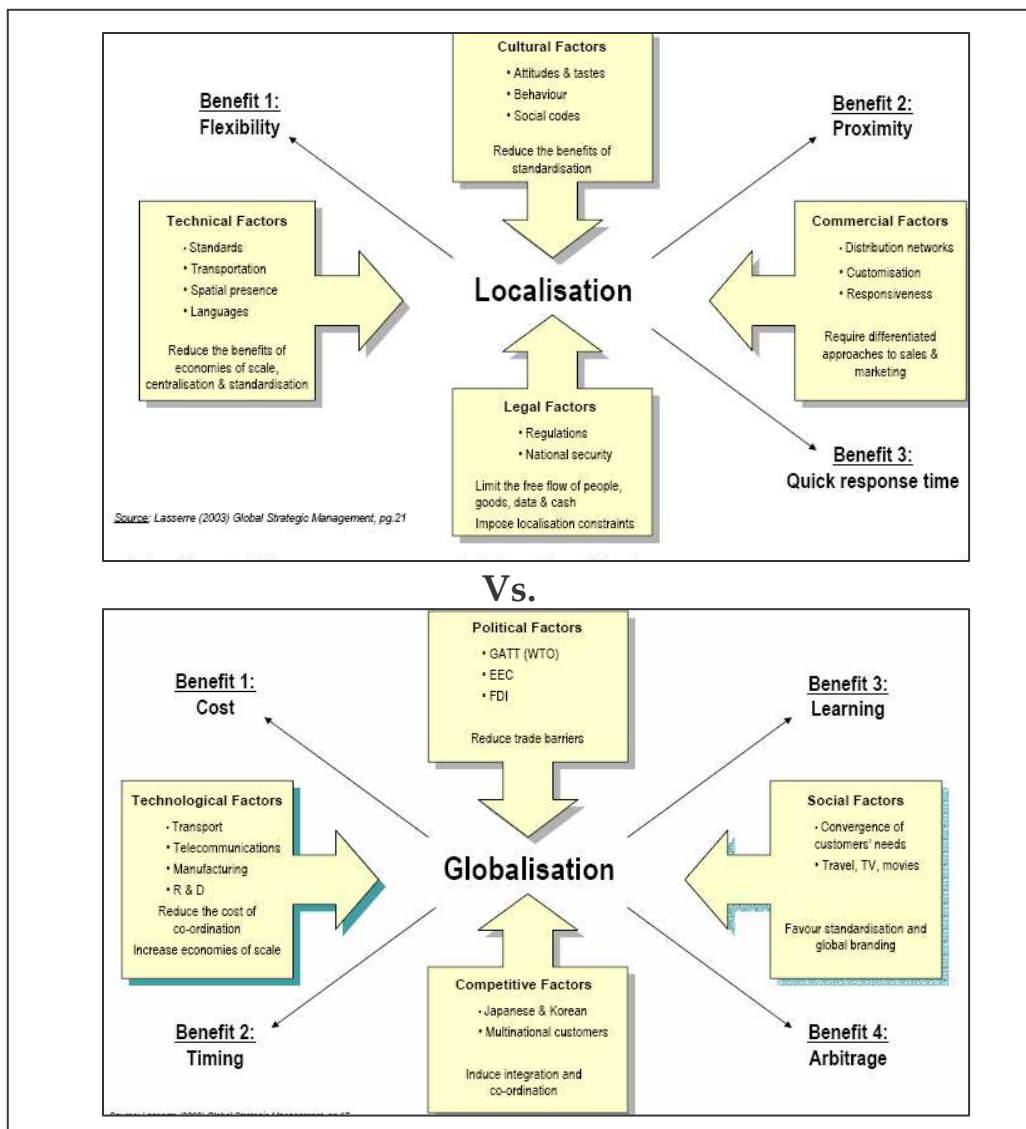 Cultural Factors
• Attitudes & tastes
• Behaviour
• Social codes
Reduce the benefits of
standardisation
Benefit 1:
Flexibility
Benefit 2:
Proximity
Technical Factors
• Standards
• Transportation
• Spatial presence
• Languages
Reduce the benefits of
economies of scale,
centralisation & standardisation
Localisation
Commercial Factors
• Distribution networks
• Customisation
• Responsiveness
Require differentiated
approaches to sales &
marketing
Legal Factors
• Regulations
• National security
Limit the free flow of people,
goods, data & cash
Impose localisation constraints
Benefit 3:
Quick response time
Source: Lasserre (2003) Global Strategic Management, pg.21
Vs.
Political Factors
• GATT (WTO)
• EEC
• FDI
Reduce trade barriers
Benefit 1:
Cost
Benefit 3:
Learning
Technological Factors
• Transport
• Telecommunications
• Manufacturing
• R & D
Reduce the cost of
co-ordination
Increase economies of scale
Globalisation
Social Factors
• Convergence of
customers' needs
• Travel, TV, movies
Favour standardisation and
global branding
Competitive Factors
• Japanese & Korean
• Multinational customers
Induce integration and
co-ordination
Benefit 2:
Timing
Benefit 4:
Arbitrage